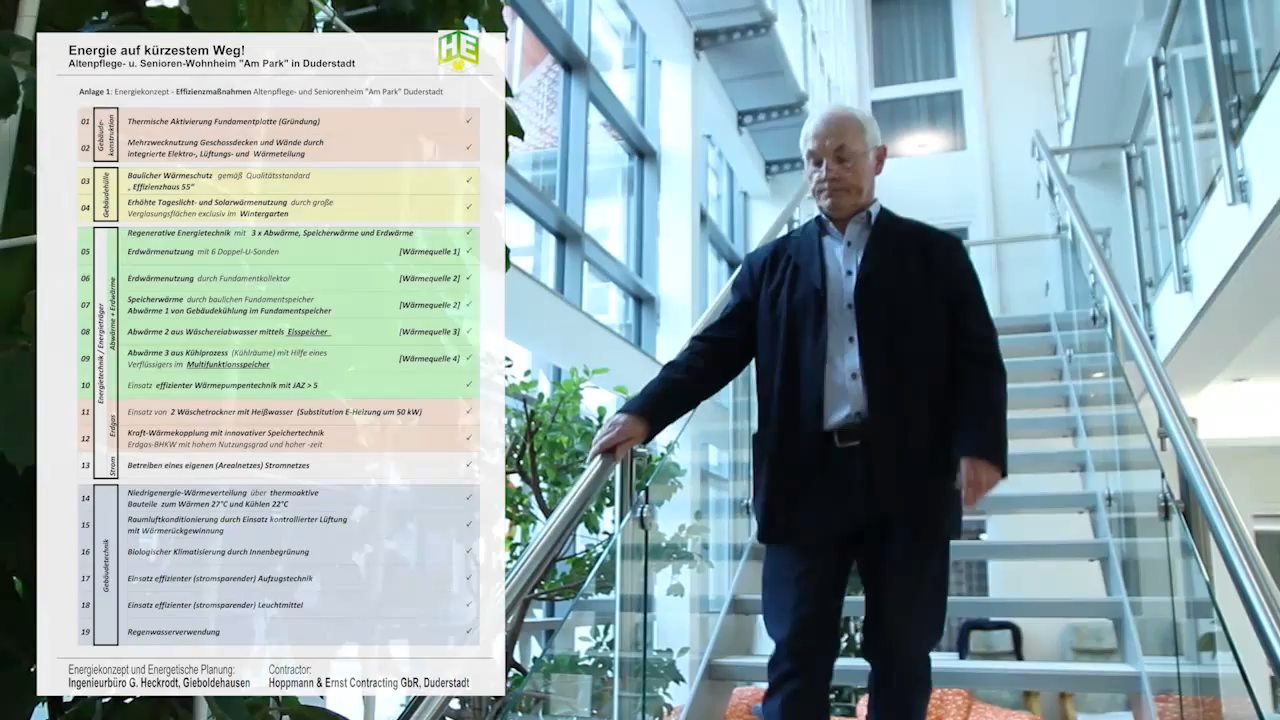 Energie auf kürzestem Weg!
Altenpflege- u. Senioren-Wohnheim "Am Park" in Duderstadt
HE
Anlage 1: Energiekonzept - Effizienzmaßnahmen Altenpflege- und Seniorenheim "Am Park" Duderstadt
Gebäude-
konstruktion
01 Thermische Aktivierung Fundamentplatte (Gründung) ✓
02 Mehrzwecknutzung Geschossdecken und Wände durch ✓
integrierte Elektro-, Lüftungs- und Wärmeteilung
Gebäudehülle
03 Baulicher Wärmeschutz gemäß Qualitätsstandard ✓
„ Effizienzhaus 55"
04 Erhöhte Tageslicht- und Solarwärmenutzung durch große ✓
Verglasungsflächen exclusiv im Wintergarten
Energietechnik / Energieträger
Abwärme + Erdwärme
Regenerative Energietechnik mit 3 x Abwärme, Speicherwärme und Erdwärme ✓
05 Erdwärmenutzung mit 6 Doppel-U-Sonden [Wärmequelle 1] ✓
06 Erdwärmenutzung durch Fundamentkollektor [Wärmequelle 2] ✓
07 Speicherwärme durch baulichen Fundamentspeicher [Wärmequelle 2] ✓
Abwärme 1 von Gebäudekühlung im Fundamentspeicher
08 Abwärme 2 aus Wäschereiabwasser mittels Eisspeicher [Wärmequelle 3] ✓
09 Abwärme 3 aus Kühlprozess (Kühlräume) mit Hilfe eines [Wärmequelle 4] ✓
Verflüssigers im Multifunktionsspeicher
10 Einsatz effizienter Wärmepumpentechnik mit JAZ > 5 ✓
Erdgas
11 Einsatz von 2 Wäschetrockner mit Heißwasser (Substitution E-Heizung um 50 kW) ✓
12 Kraft-Wärmekopplung mit innovativer Speichertechnik ✓
Erdgas-BHKW mit hohem Nutzungsgrad und hoher -zeit
Strom
13 Betreiben eines eigenen (Arealnetzes) Stromnetzes ✓
Gebäudetechnik
14 Niedrigenergie-Wärmeverteilung über thermoaktive ✓
Bauteile zum Wärmen 27°C und Kühlen 22°C
15 Raumluftkonditionierung durch Einsatz kontrollierter Lüftung ✓
mit Wärmerückgewinnung
16 Biologischer Klimatisierung durch Innenbegrünung ✓
17 Einsatz effizienter (stromsparender) Aufzugstechnik ✓
18 Einsatz effizienter (stromsparender) Leuchtmittel ✓
19 Regenwasserverwendung ✓
Energiekonzept und Energetische Planung: Contractor:
Ingenieurbüro G. Heckrodt, Gieboldehausen Hoppmann & Ernst Contracting GbR, Duderstadt